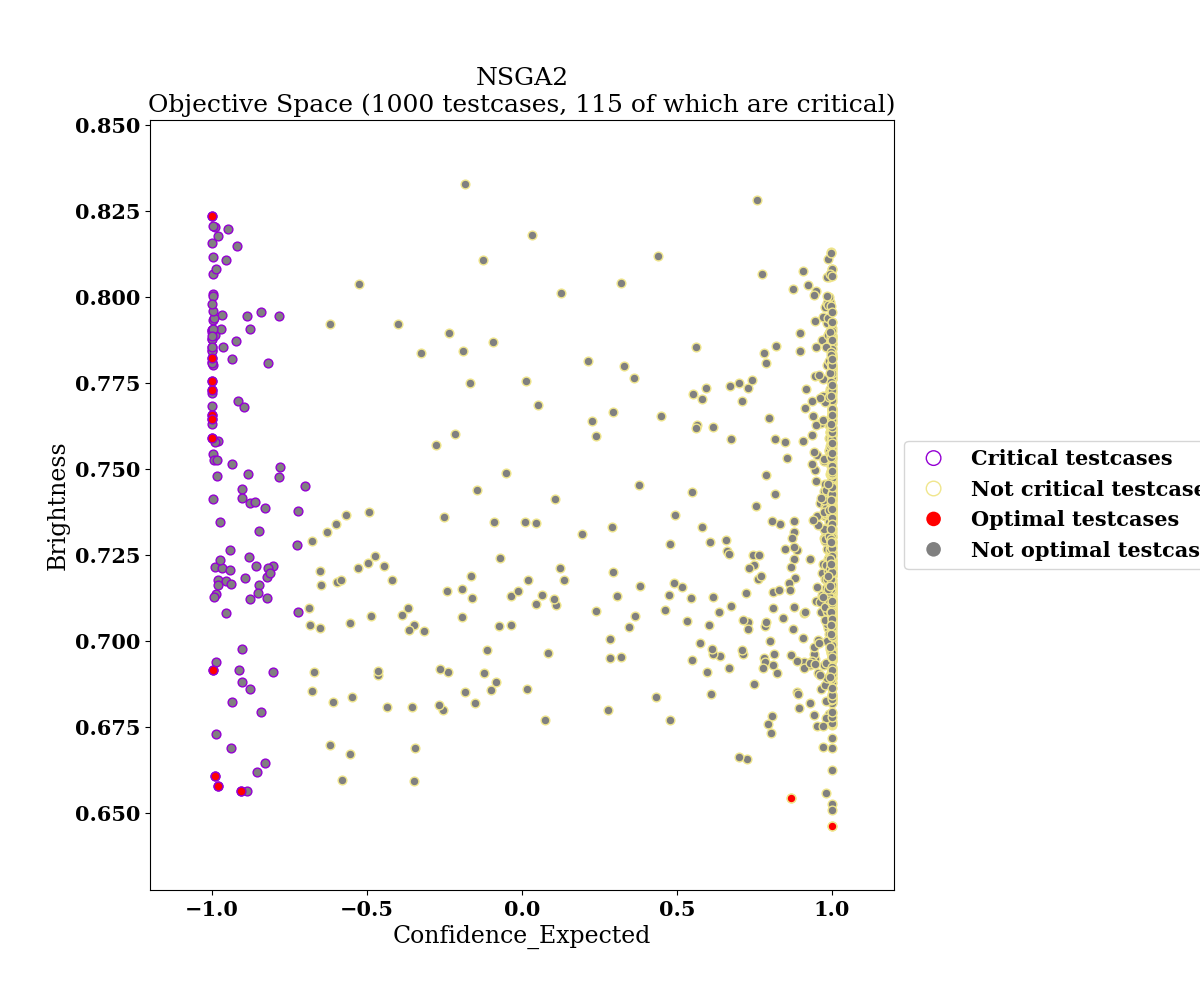 NSGA2
Objective Space (1000 testcases, 115 of which are critical)
0.850
0.825
0.800
0.775
0.750
0.725
0.700
0.675
0.650
Brightness
−1.0
−0.5
0.0
0.5
1.0
Confidence_Expected
Critical testcases
Not critical testcase
Optimal testcases
Not optimal testcas